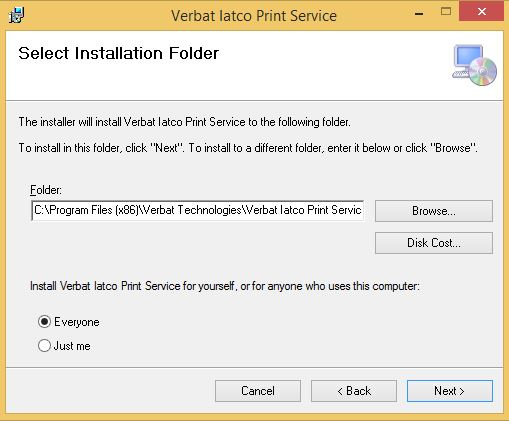 Verbat Iatco Print Service
Select Installation Folder
The installer will install Verbat Iatco Print Service to the following folder.
To install in this folder, click "Next". To install to a different folder, enter it below or click "Browse".
Folder:
C:\Program Files (x86)\Verbat Technologies\Verbat Iatco Print Servic
Browse...
Disk Cost...
Install Verbat Iatco Print Service for yourself, or for anyone who uses this computer:
Everyone
Just me
Cancel
< Back
Next >